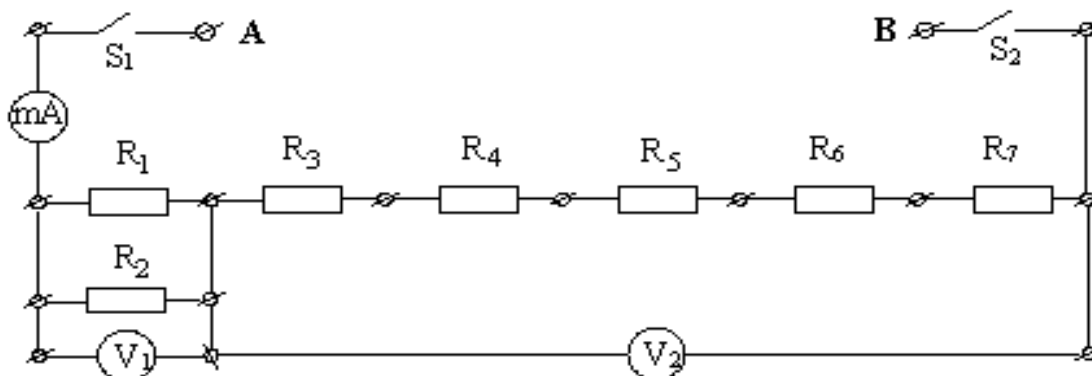 A B
S₁ S₂
mA
R₁ R₃ R₄ R₅ R₆ R₇
R₂
V₁ V₂